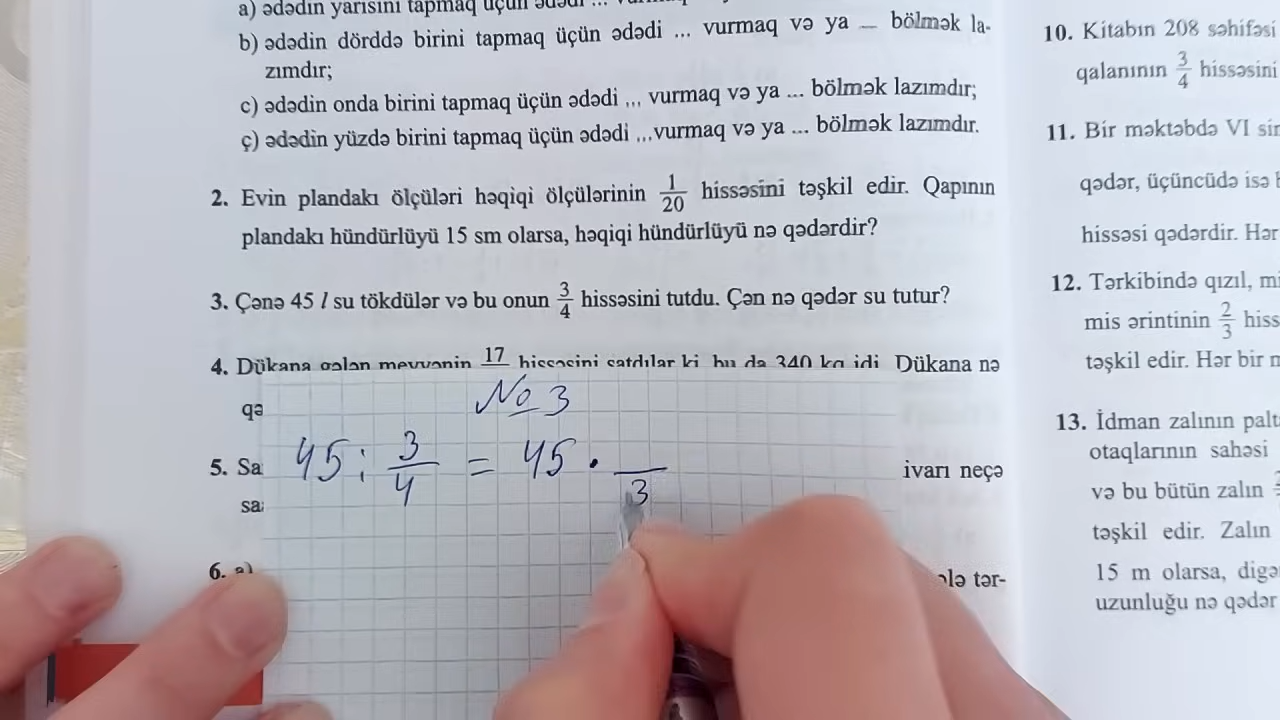 a) ədədin yarısını tapmaq üçün ədədi ...
b) ədədin dörddə birini tapmaq üçün ədədi ... vurmaq və ya ... bölmək la-
zımdır;
c) ədədin onda birini tapmaq üçün ədədi ... vurmaq və ya ... bölmək lazımdır;
ç) ədədin yüzdə birini tapmaq üçün ədədi ...vurmaq və ya ... bölmək lazımdır.
2. Evin plandakı ölçüləri həqiqi ölçülərinin 1/20 hissəsini təşkil edir. Qapının
plandakı hündürlüyü 15 sm olarsa, həqiqi hündürlüyü nə qədərdir?
3. Çənə 45 l su tökdülər və bu onun 3/4 hissəsini tutdu. Çən nə qədər su tutur?
4. Dükana gələn meyvənin 17 hissəsini satdılar ki, bu da 340 kq idi. Dükana nə
qə
№ 3
45 : 3/4 = 45 · /3
5. Sa ivarı neçə
sa
6. a) ələ tər-
10. Kitabın 208 səhifəsi
qalanının 3/4 hissəsini
11. Bir məktəbdə VI sin
qədər, üçüncüdə isə
hissəsi qədərdir. Hər
12. Tərkibində qızıl, mi
mis ərintinin 2/3 hiss
təşkil edir. Hər bir m
13. İdman zalının palt
otaqlarının sahəsi
və bu bütün zalın
təşkil edir. Zalın
15 m olarsa, digə
uzunluğu nə qədər